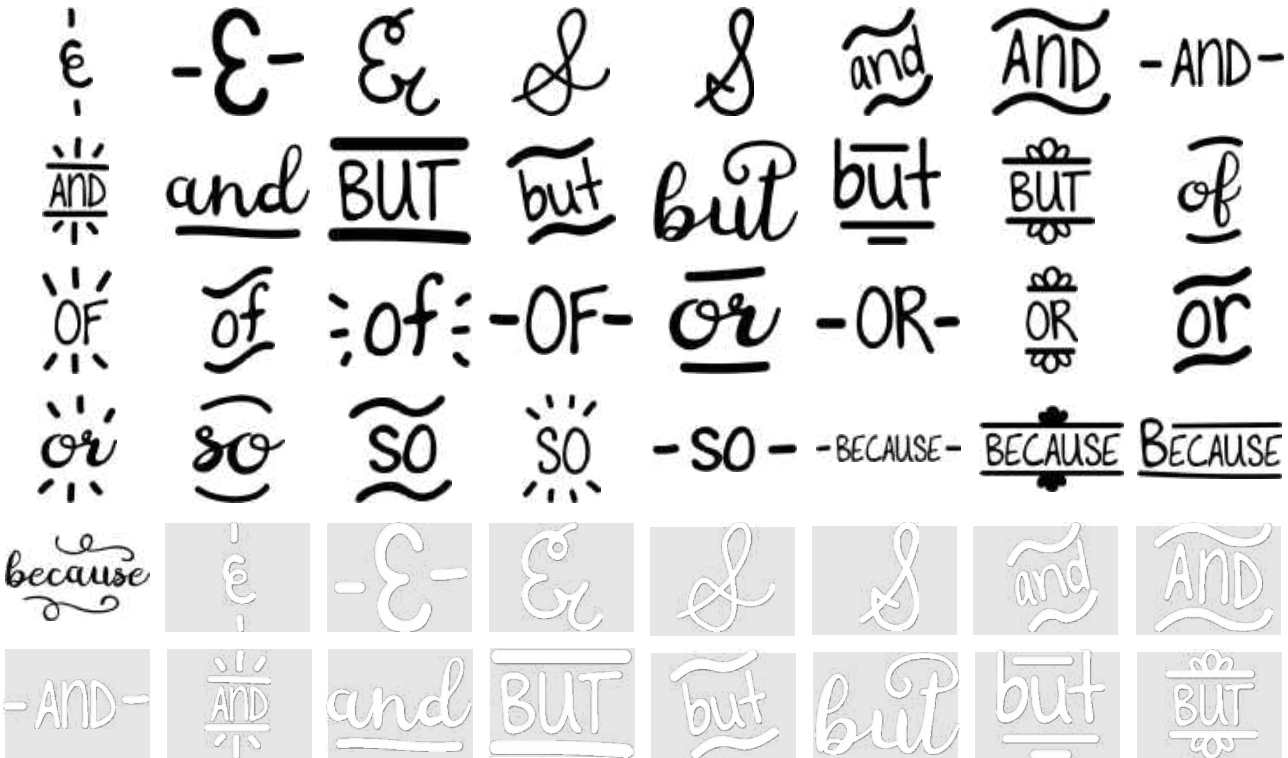 & & & & & and AND - AND -
AND and BUT but but but BUT of
OF of of - OF - or - OR - OR or
or so so SO - SO - - BECAUSE - BECAUSE BECAUSE
because & & & & & and AND
- AND - AND and BUT but but but BUT